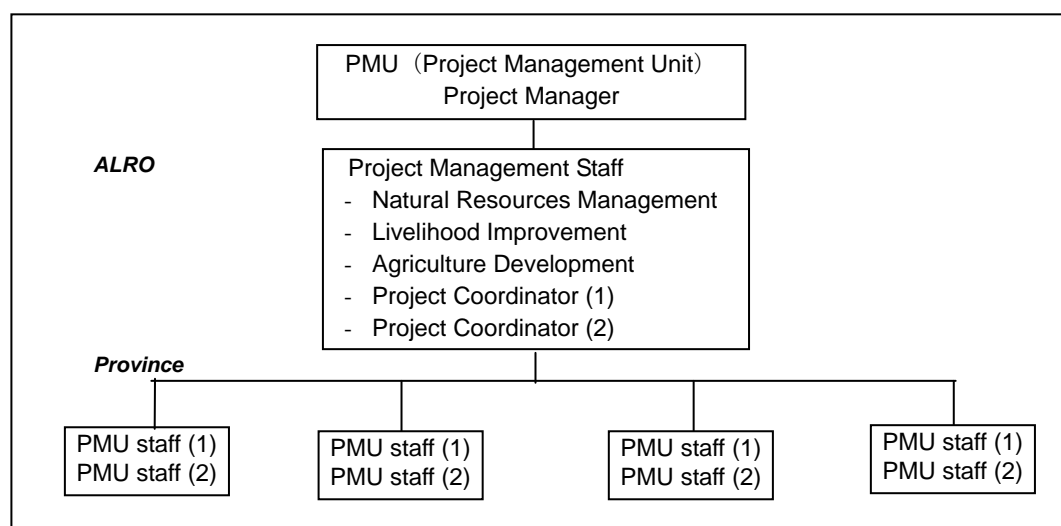 PMU（Project Management Unit）
Project Manager
ALRO
Project Management Staff
- Natural Resources Management
- Livelihood Improvement
- Agriculture Development
- Project Coordinator (1)
- Project Coordinator (2)
Province
PMU staff (1)
PMU staff (2)
PMU staff (1)
PMU staff (2)
PMU staff (1)
PMU staff (2)
PMU staff (1)
PMU staff (2)